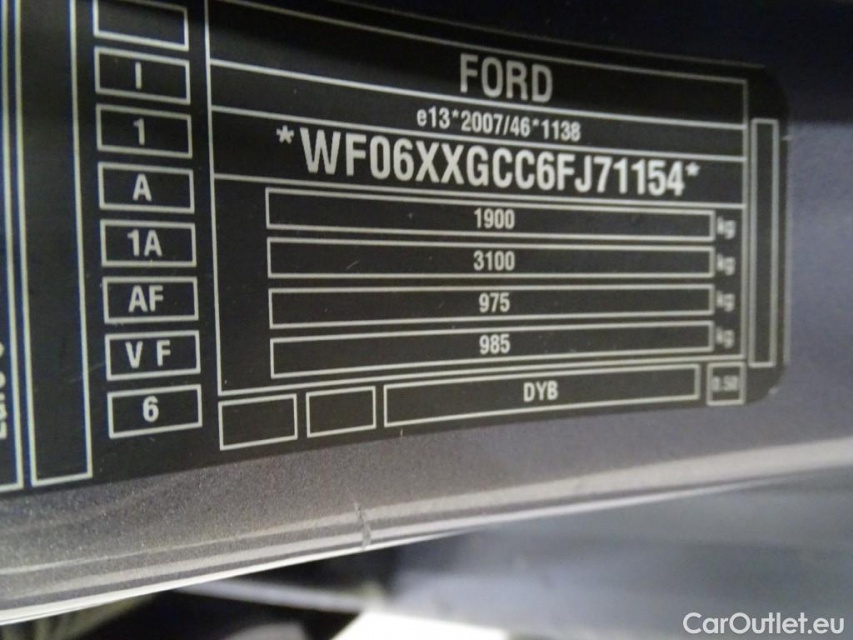 FORD
e13*2007/46*1138
*WF06XXGCC6FJ71154*
1900 kg
3100 kg
975 kg
985 kg
DYB
0.50
I
1
A
1A
AF
V F
6
CarOutlet.eu